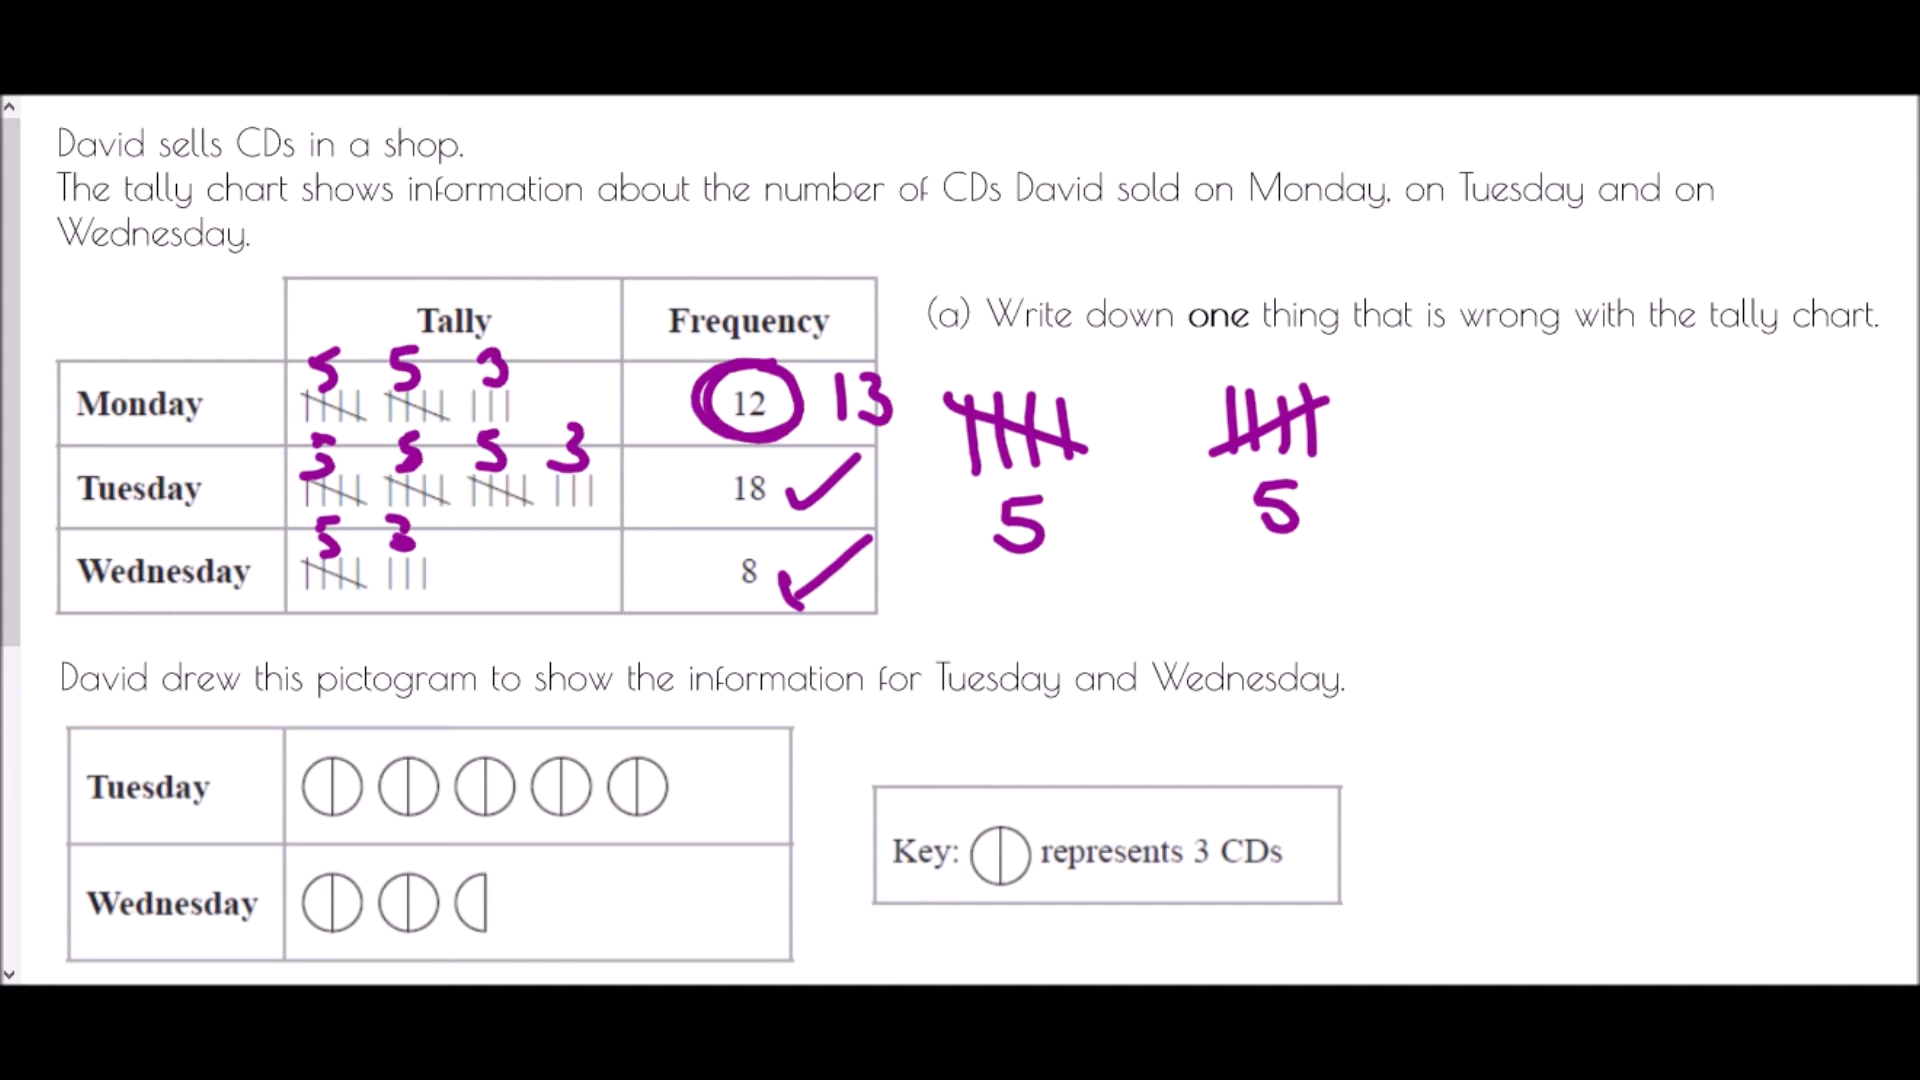 David sells CDs in a shop.
The tally chart shows information about the number of CDs David sold on Monday, on Tuesday and on
Wednesday.
Tally Frequency
5 5 3
Monday 12 13
5 5 5 3
Tuesday 18
5 3
Wednesday 8
(a) Write down one thing that is wrong with the tally chart.
5 5
David drew this pictogram to show the information for Tuesday and Wednesday.
Tuesday
Wednesday
Key: represents 3 CDs